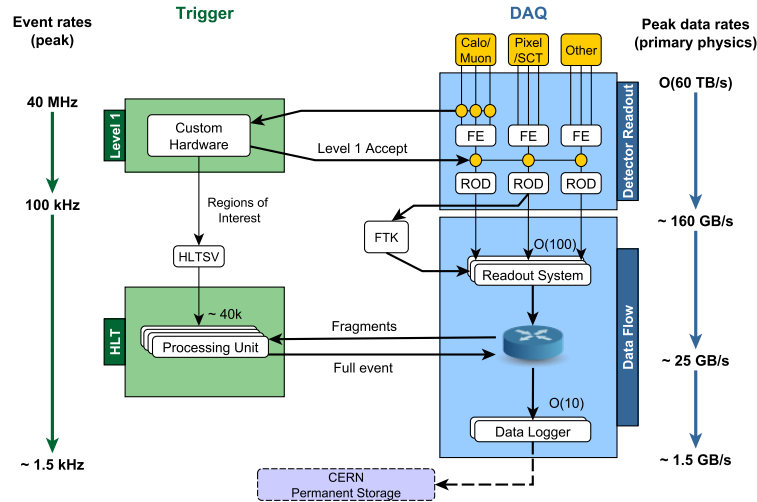 Event rates
(peak)
Trigger
DAQ
Peak data rates
(primary physics)
Calo/
Muon
Pixel
/SCT
Other
40 MHz
O(60 TB/s)
Level 1
Custom
Hardware
Level 1 Accept
FE
FE
FE
ROD
ROD
ROD
Detector Readout
100 kHz
Regions of
Interest
~ 160 GB/s
FTK
HLTSV
O(100)
Readout System
~ 40k
HLT
Processing Unit
Fragments
Full event
Data Flow
~ 25 GB/s
O(10)
Data Logger
~ 1.5 kHz
~ 1.5 GB/s
CERN
Permanent Storage